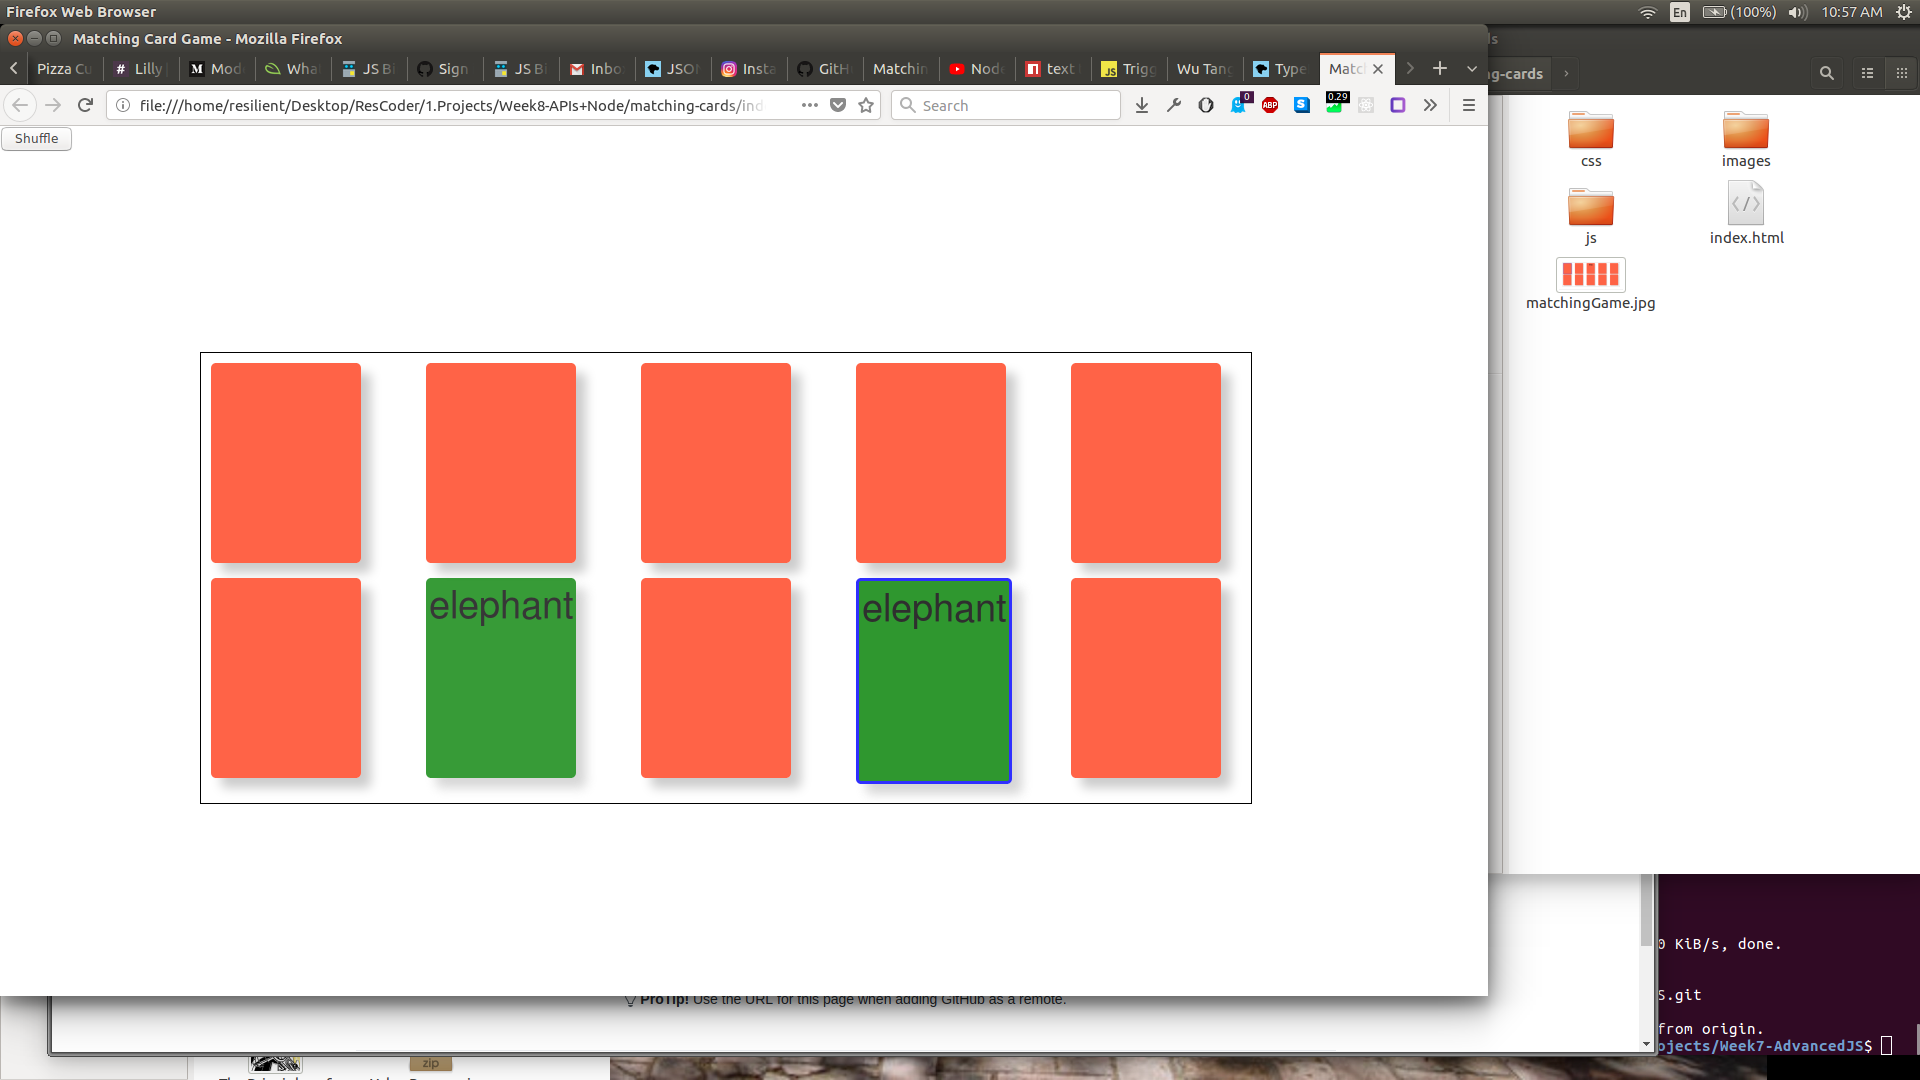 Firefox Web Browser
En
(100%)
10:57 AM
Matching Card Game - Mozilla Firefox
Pizza Cu
# Lilly
Mod
Wha
JS Bi
Sign
JS Bi
Inbo
JSON
Insta
GitH
Matchin
Node
text
Trigg
Wu Tang
Type
Matc
ng-cards
file:///home/resilient/Desktop/ResCoder/1.Projects/Week8-APIs+Node/matching-cards/ind
Search
0
ABP
S
0.29
Shuffle
css
images
js
index.html
matchingGame.jpg
elephant
elephant
0 KiB/s, done.
S.git
ProTip! Use the URL for this page when adding GitHub as a remote.
from origin.
ojects/Week7-AdvancedJS$
zip